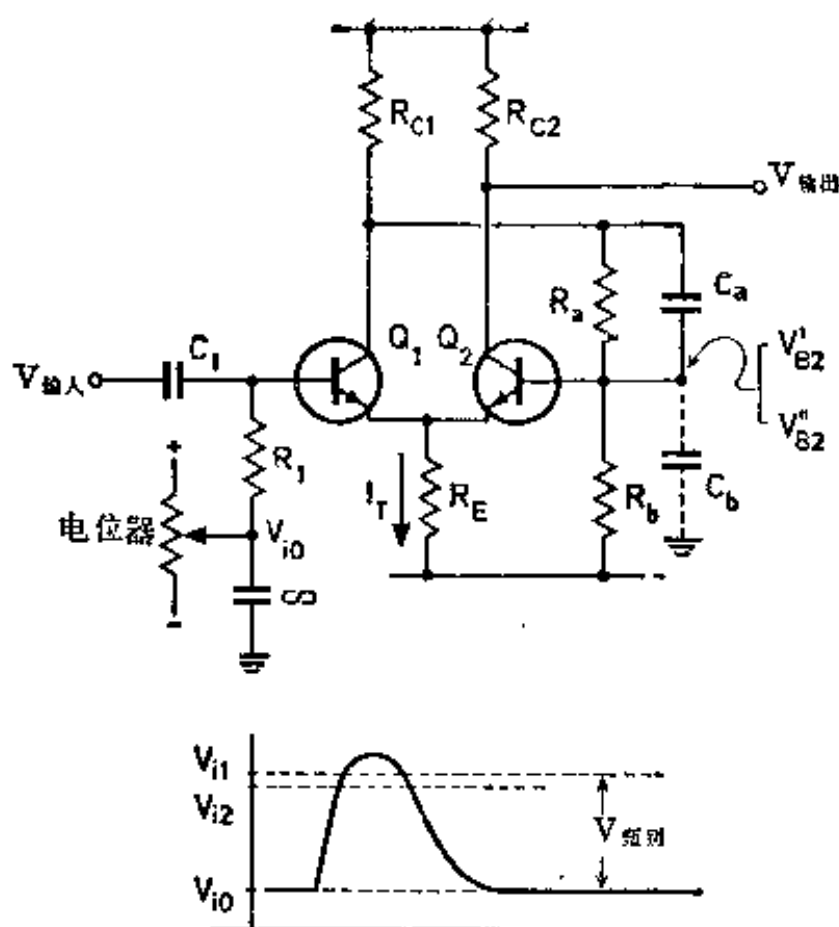 R_C1
R_C2
V输出
R_a
C_a
Q_1
Q_2
C_1
V输入
V'_B2
V"_B2
R_1
I_T
R_E
R_b
C_b
+
电位器
V_i0
∞
-
V_i1
V_i2
V甄别
V_i0